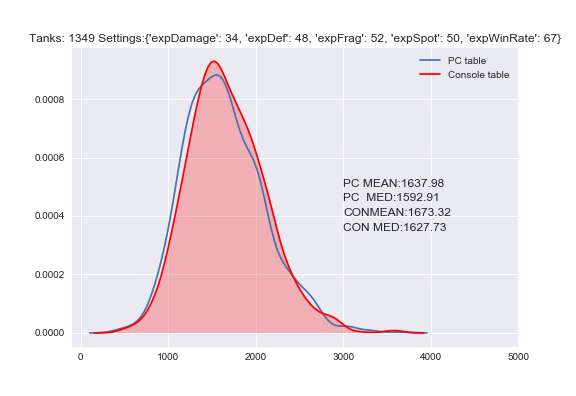 Tanks: 1349 Settings:{'expDamage': 34, 'expDef': 48, 'expFrag': 52, 'expSpot': 50, 'expWinRate': 67}
PC table
Console table
0.0008
0.0006
PC MEAN:1637.98
PC  MED:1592.91
CONMEAN:1673.32
CON MED:1627.73
0.0004
0.0002
0.0000
0 1000 2000 3000 4000 5000